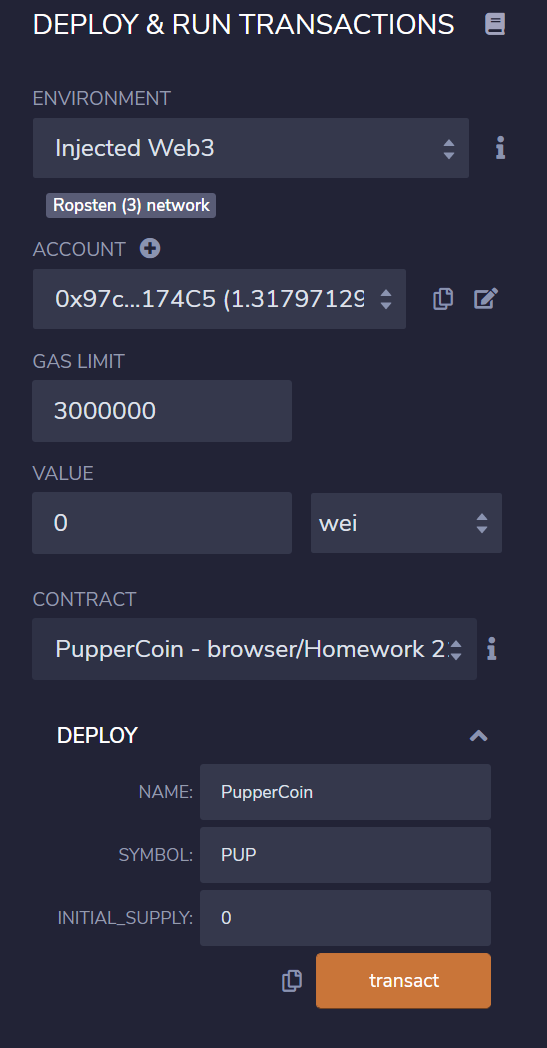 DEPLOY & RUN TRANSACTIONS
ENVIRONMENT
Injected Web3
Ropsten (3) network
ACCOUNT
0x97c...174C5 (1.31797129
GAS LIMIT
3000000
VALUE
0 wei
CONTRACT
PupperCoin - browser/Homework 2
DEPLOY
NAME: PupperCoin
SYMBOL: PUP
INITIAL_SUPPLY: 0
transact